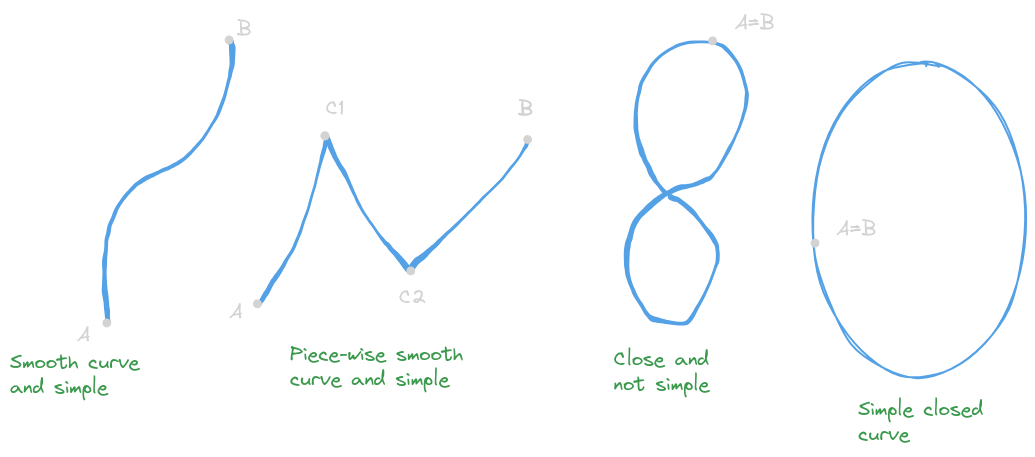 B
A
Smooth curve
and simple
C1
B
A
C2
Piece-wise smooth
curve and simple
A=B
Close and
not simple
A=B
Simple closed
curve